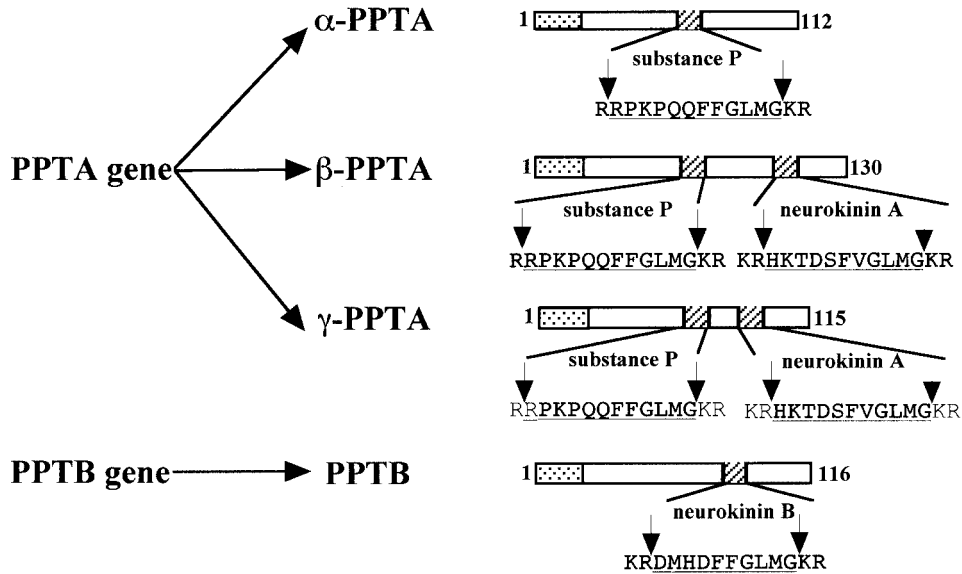 α-PPTA
1
112
substance P
RRPKPQQFFGLMGKR
PPTA gene
β-PPTA
1
130
substance P
neurokinin A
RRPKPQQFFGLMGKR KRHKTDSFVGLMGKR
γ-PPTA
1
115
substance P
neurokinin A
RRPKPQQFFGLMGKR KRHKTDSFVGLMGKR
PPTB gene
PPTB
1
116
neurokinin B
KRDMHDFFGLMGKR